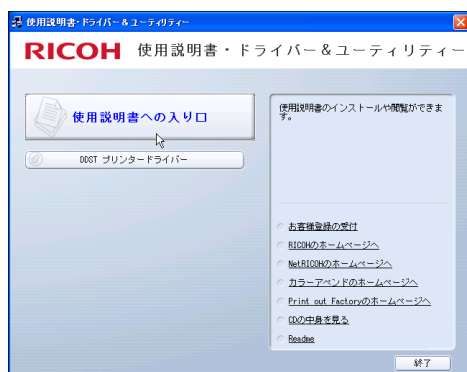 使用説明書・ドライバー＆ユーティリティー
RICOH 使用説明書・ドライバー＆ユーティリティー
使用説明書への入り口
DDST プリンタードライバー
使用説明書のインストールや閲覧ができま
す。
お客様登録の受付
RICOHのホームページへ
NetRICOHのホームページへ
カラーアペンドのホームページへ
Print out Factoryのホームページへ
CDの中身を見る
Readme
終了